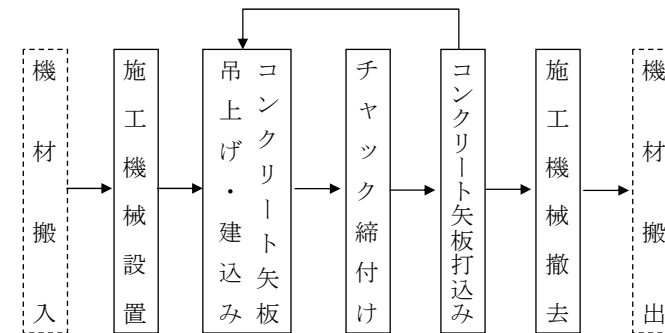 機材搬入
施工機械設置
コンクリート矢板
吊上げ・建込み
チャック締付け
コンクリート矢板打込み
施工機械撤去
機材搬出